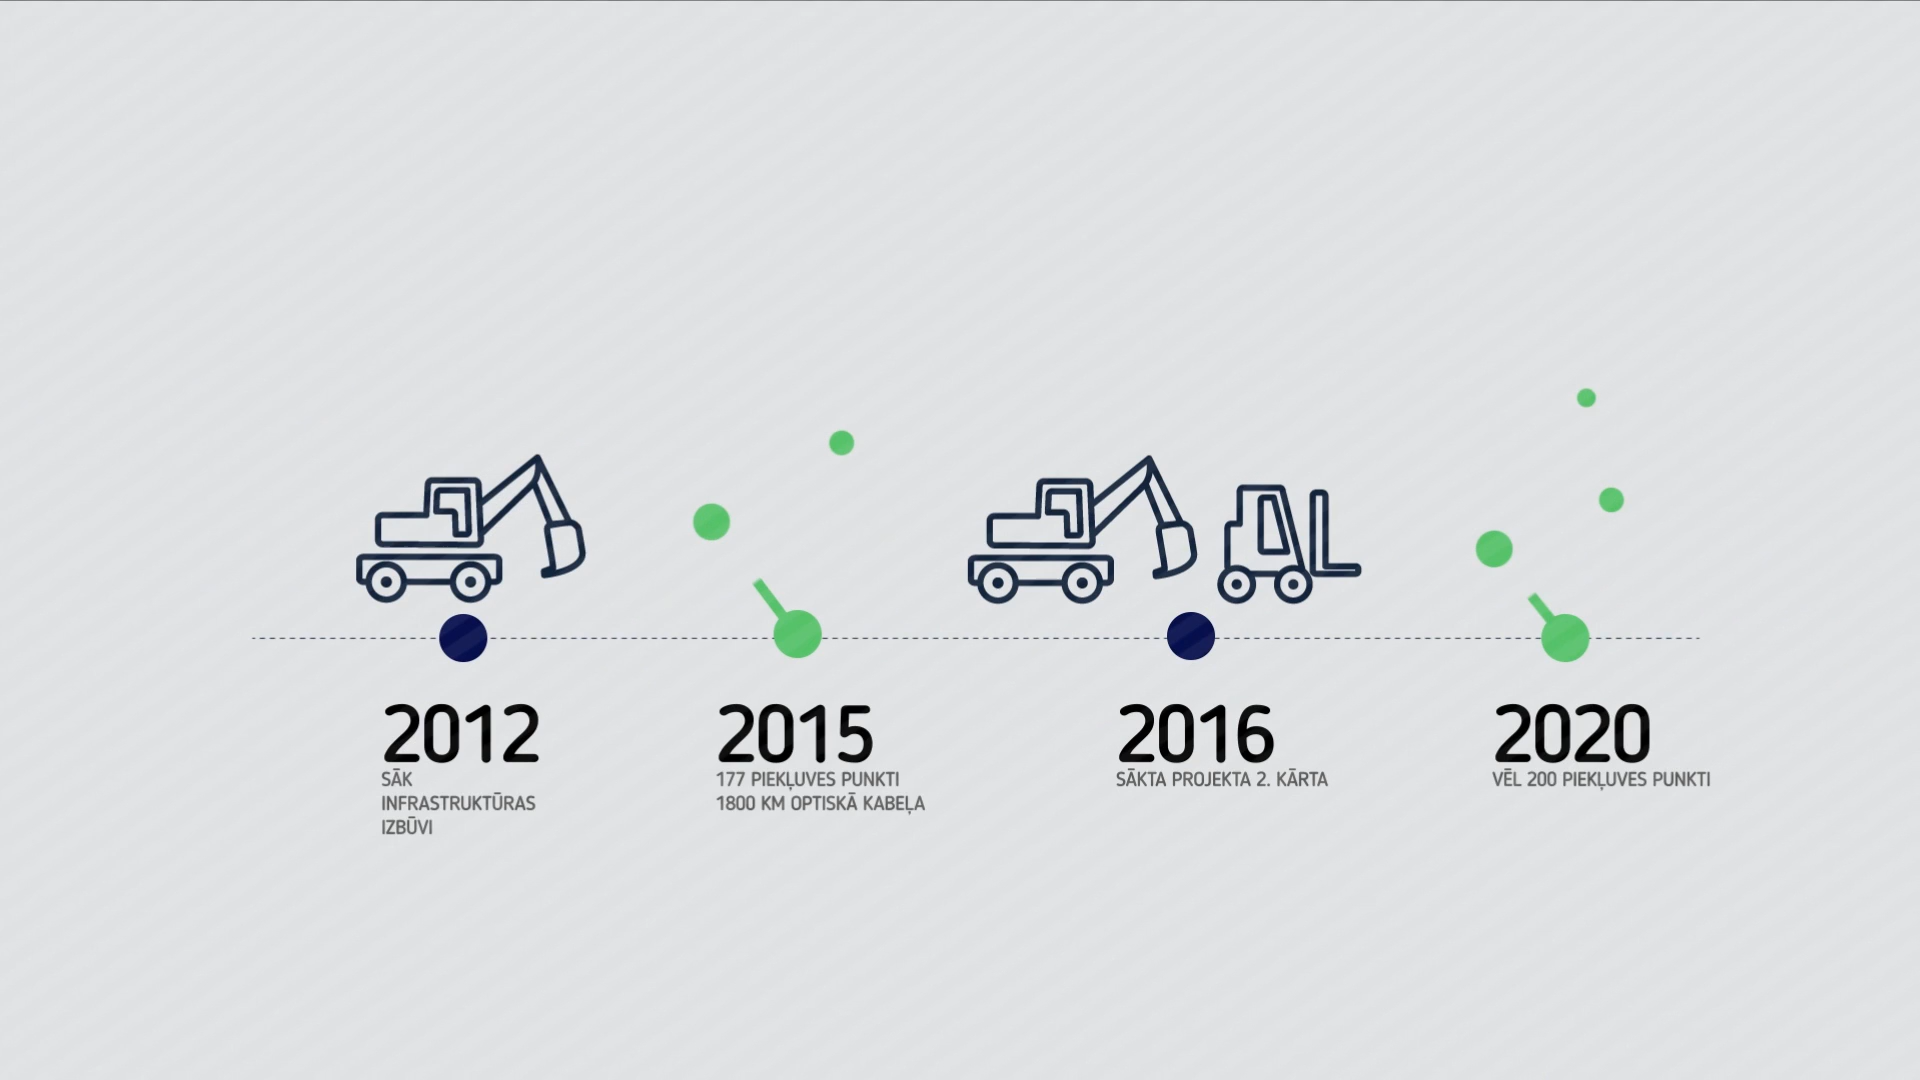 2012
SĀK
INFRASTRUKTŪRAS
IZBŪVI
2015
177 PIEKĻUVES PUNKTI
1800 KM OPTISKĀ KABEĻA
2016
SĀKTA PROJEKTA 2. KĀRTA
2020
VĒL 200 PIEKĻUVES PUNKTI